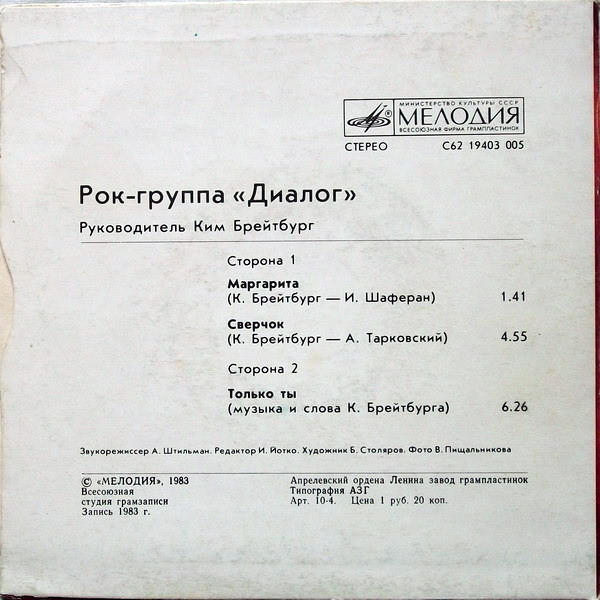 МИНИСТЕРСТВО КУЛЬТУРЫ СССР
МЕЛОДИЯ
ВСЕСОЮЗНАЯ ФИРМА ГРАМПЛАСТИНОК
СТЕРЕО С62 19403 005
Рок-группа «Диалог»
Руководитель Ким Брейтбург
Сторона 1
Маргарита
(К. Брейтбург — И. Шаферан) 1.41
Сверчок
(К. Брейтбург — А. Тарковский) 4.55
Сторона 2
Только ты
(музыка и слова К. Брейтбурга) 6.26
Звукорежиссер А. Штильман. Редактор И. Йотко. Художник Б. Столяров. Фото В. Пищальникова
© «МЕЛОДИЯ», 1983
Всесоюзная
студия грамзаписи
Запись 1983 г.
Апрелевский ордена Ленина завод грампластинок
Типография АЗГ
Арт. 10-4. Цена 1 руб. 20 коп.